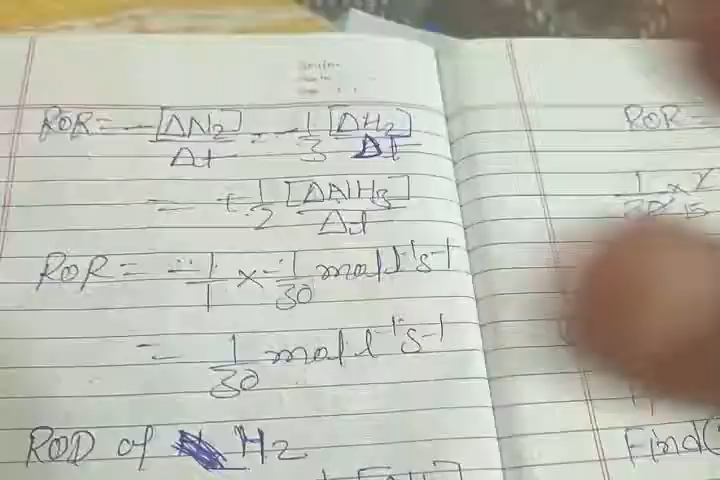 ROR = - [ΔN₂]/Δt = - 1/3 [ΔH₂]/Δt
= + 1/2 [ΔNH₃]/Δt
ROR = - 1/1 × - 1/30 mol l⁻¹ s⁻¹
= 1/30 mol l⁻¹ s⁻¹
ROD of H₂
ROR =
Find